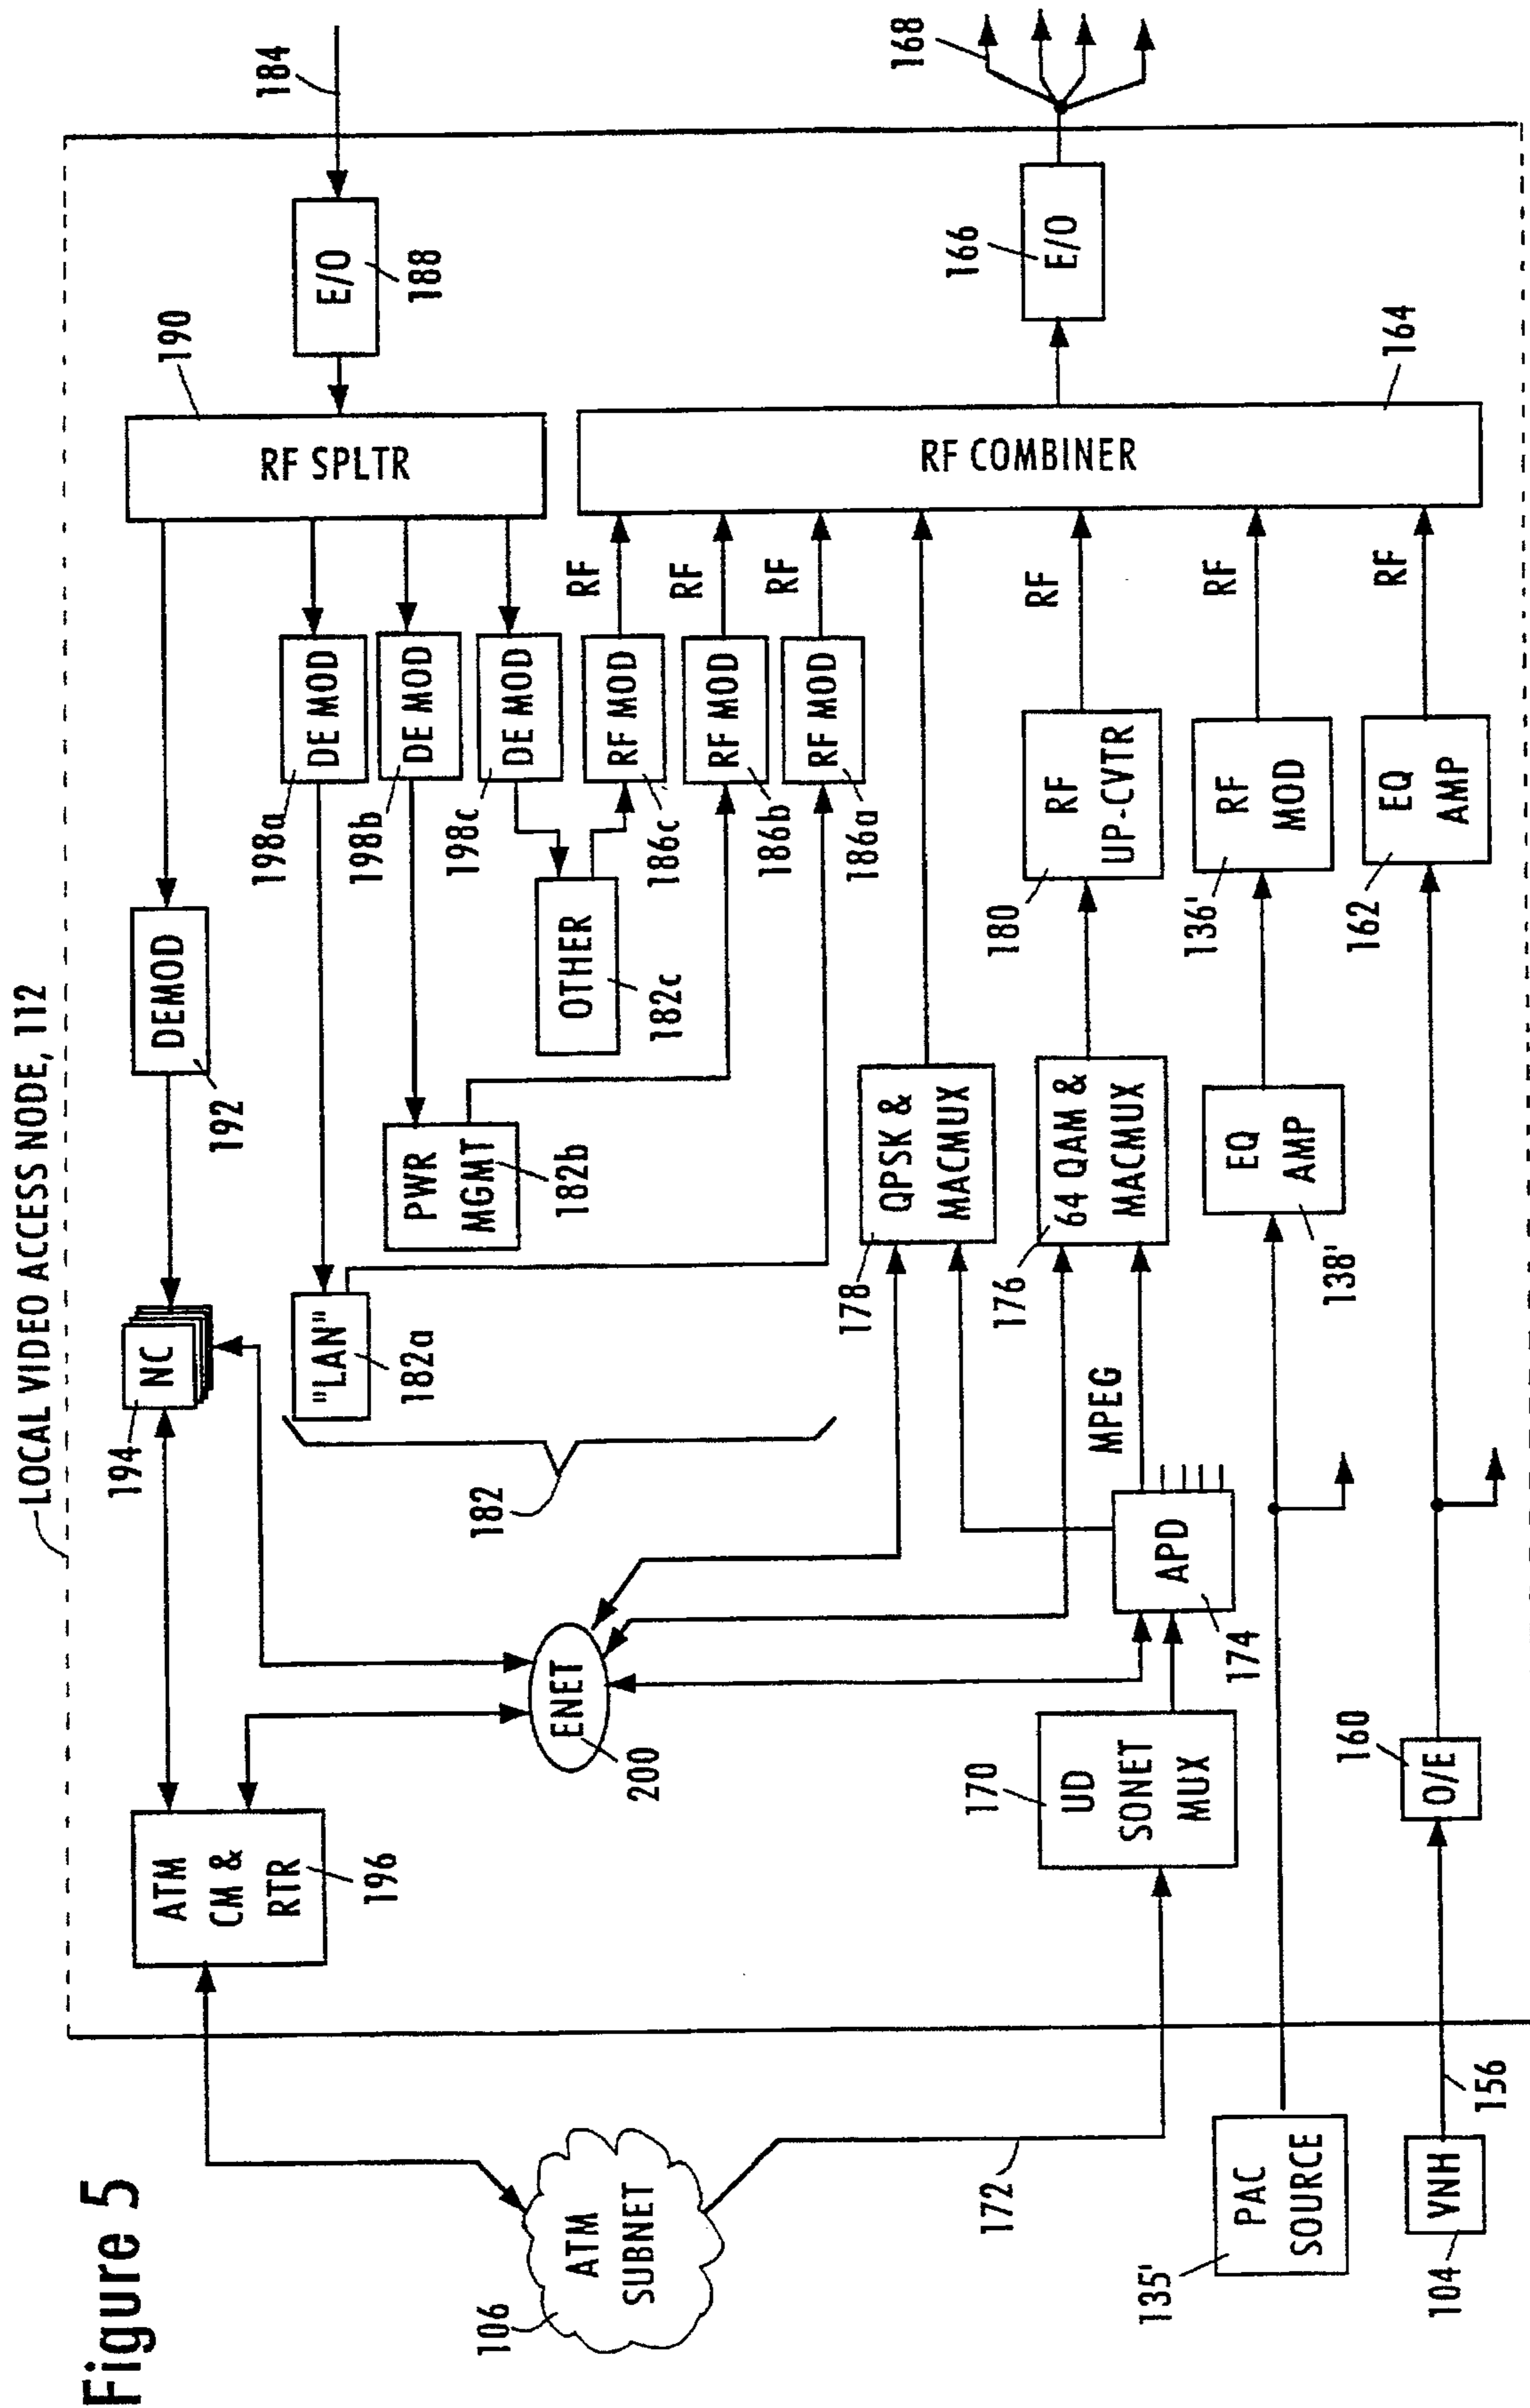 Figure 5
LOCAL VIDEO ACCESS NODE, 112
ATM
CM &
RTR
196
NC
194
DEMOD
192
RF SPLTR
190
E/O
188
184
ATM
SUBNET
106
ENET
200
182
"LAN"
182a
PWR
MGMT
182b
OTHER
182c
DE MOD
198a
DE MOD
198b
DE MOD
198c
RF MOD
186c
RF
RF MOD
186b
RF
RF MOD
186a
RF
RF COMBINER
164
E/O
166
168
QPSK &
MACMUX
178
64 QAM &
MACMUX
176
RF
UP-CVTR
180
RF
172
UD
SONET
MUX
170
APD
174
MPEG
PAC
SOURCE
135'
EQ
AMP
138'
RF
MOD
136'
RF
VNH
104
156
O/E
160
EQ
AMP
162
RF